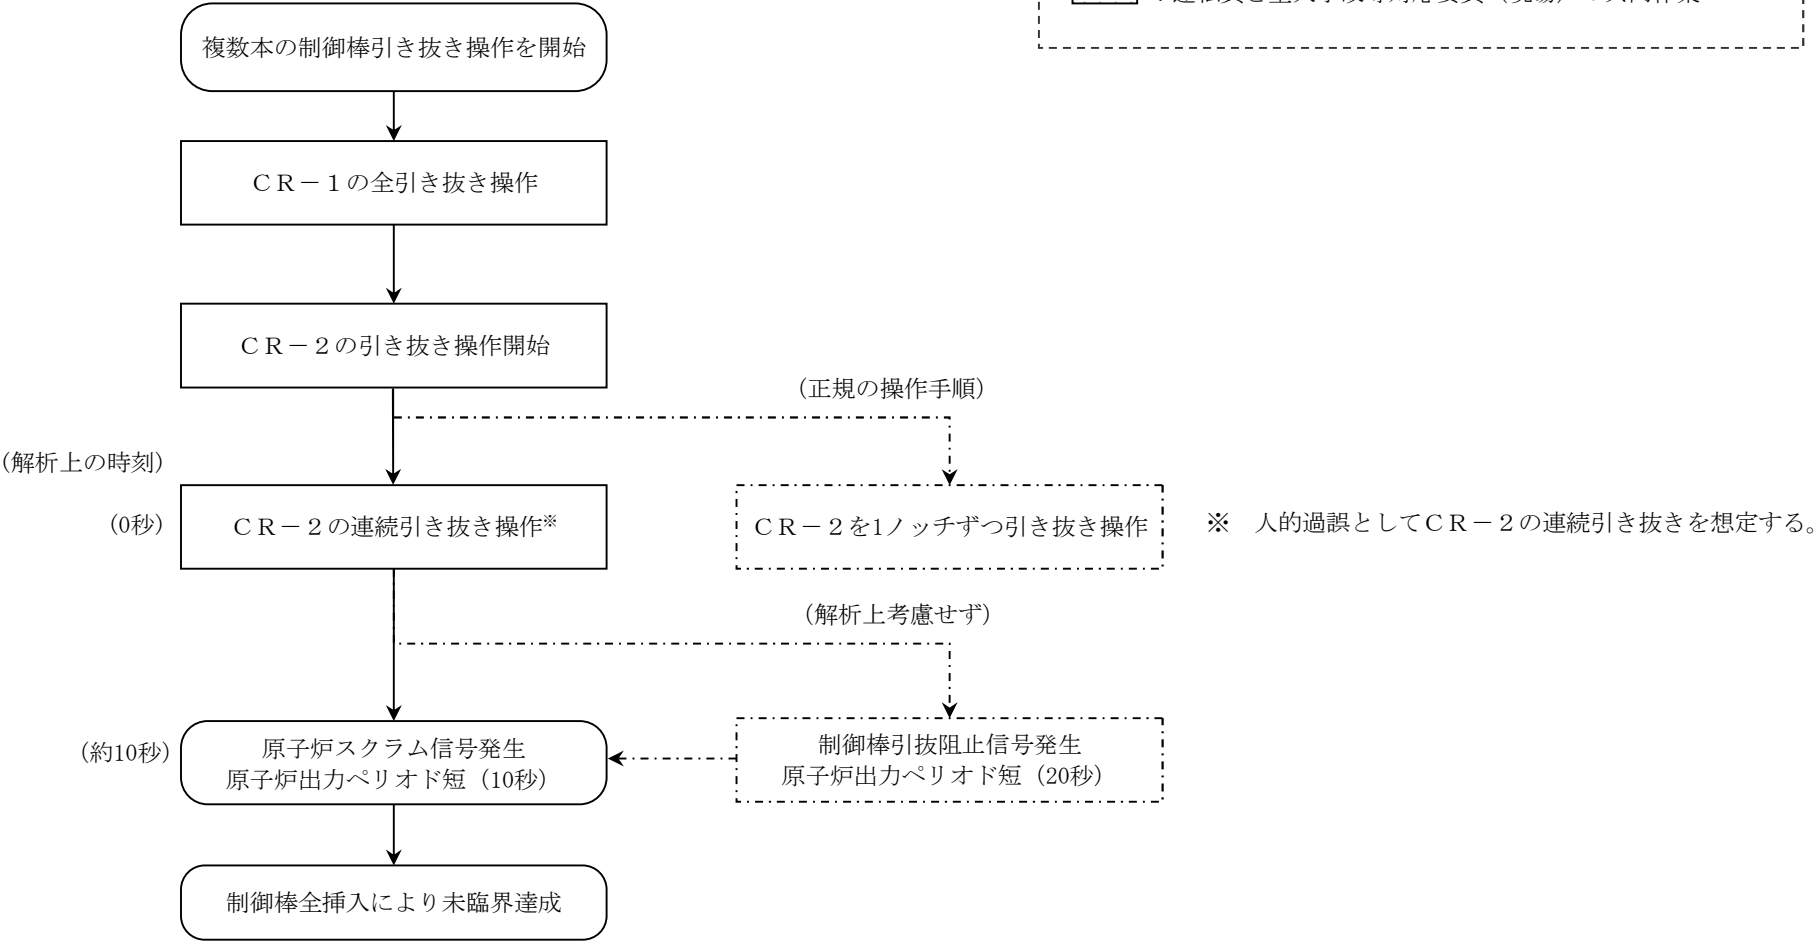 複数本の制御棒引き抜き操作を開始
ＣＲ－１の全引き抜き操作
ＣＲ－２の引き抜き操作開始
（正規の操作手順）
（解析上の時刻）
（0秒）
ＣＲ－２の連続引き抜き操作※
ＣＲ－２を1ノッチずつ引き抜き操作
※　人的過誤としてＣＲ－２の連続引き抜きを想定する。
（解析上考慮せず）
（約10秒）
原子炉スクラム信号発生
原子炉出力ペリオド短（10秒）
制御棒引抜阻止信号発生
原子炉出力ペリオド短（20秒）
制御棒全挿入により未臨界達成